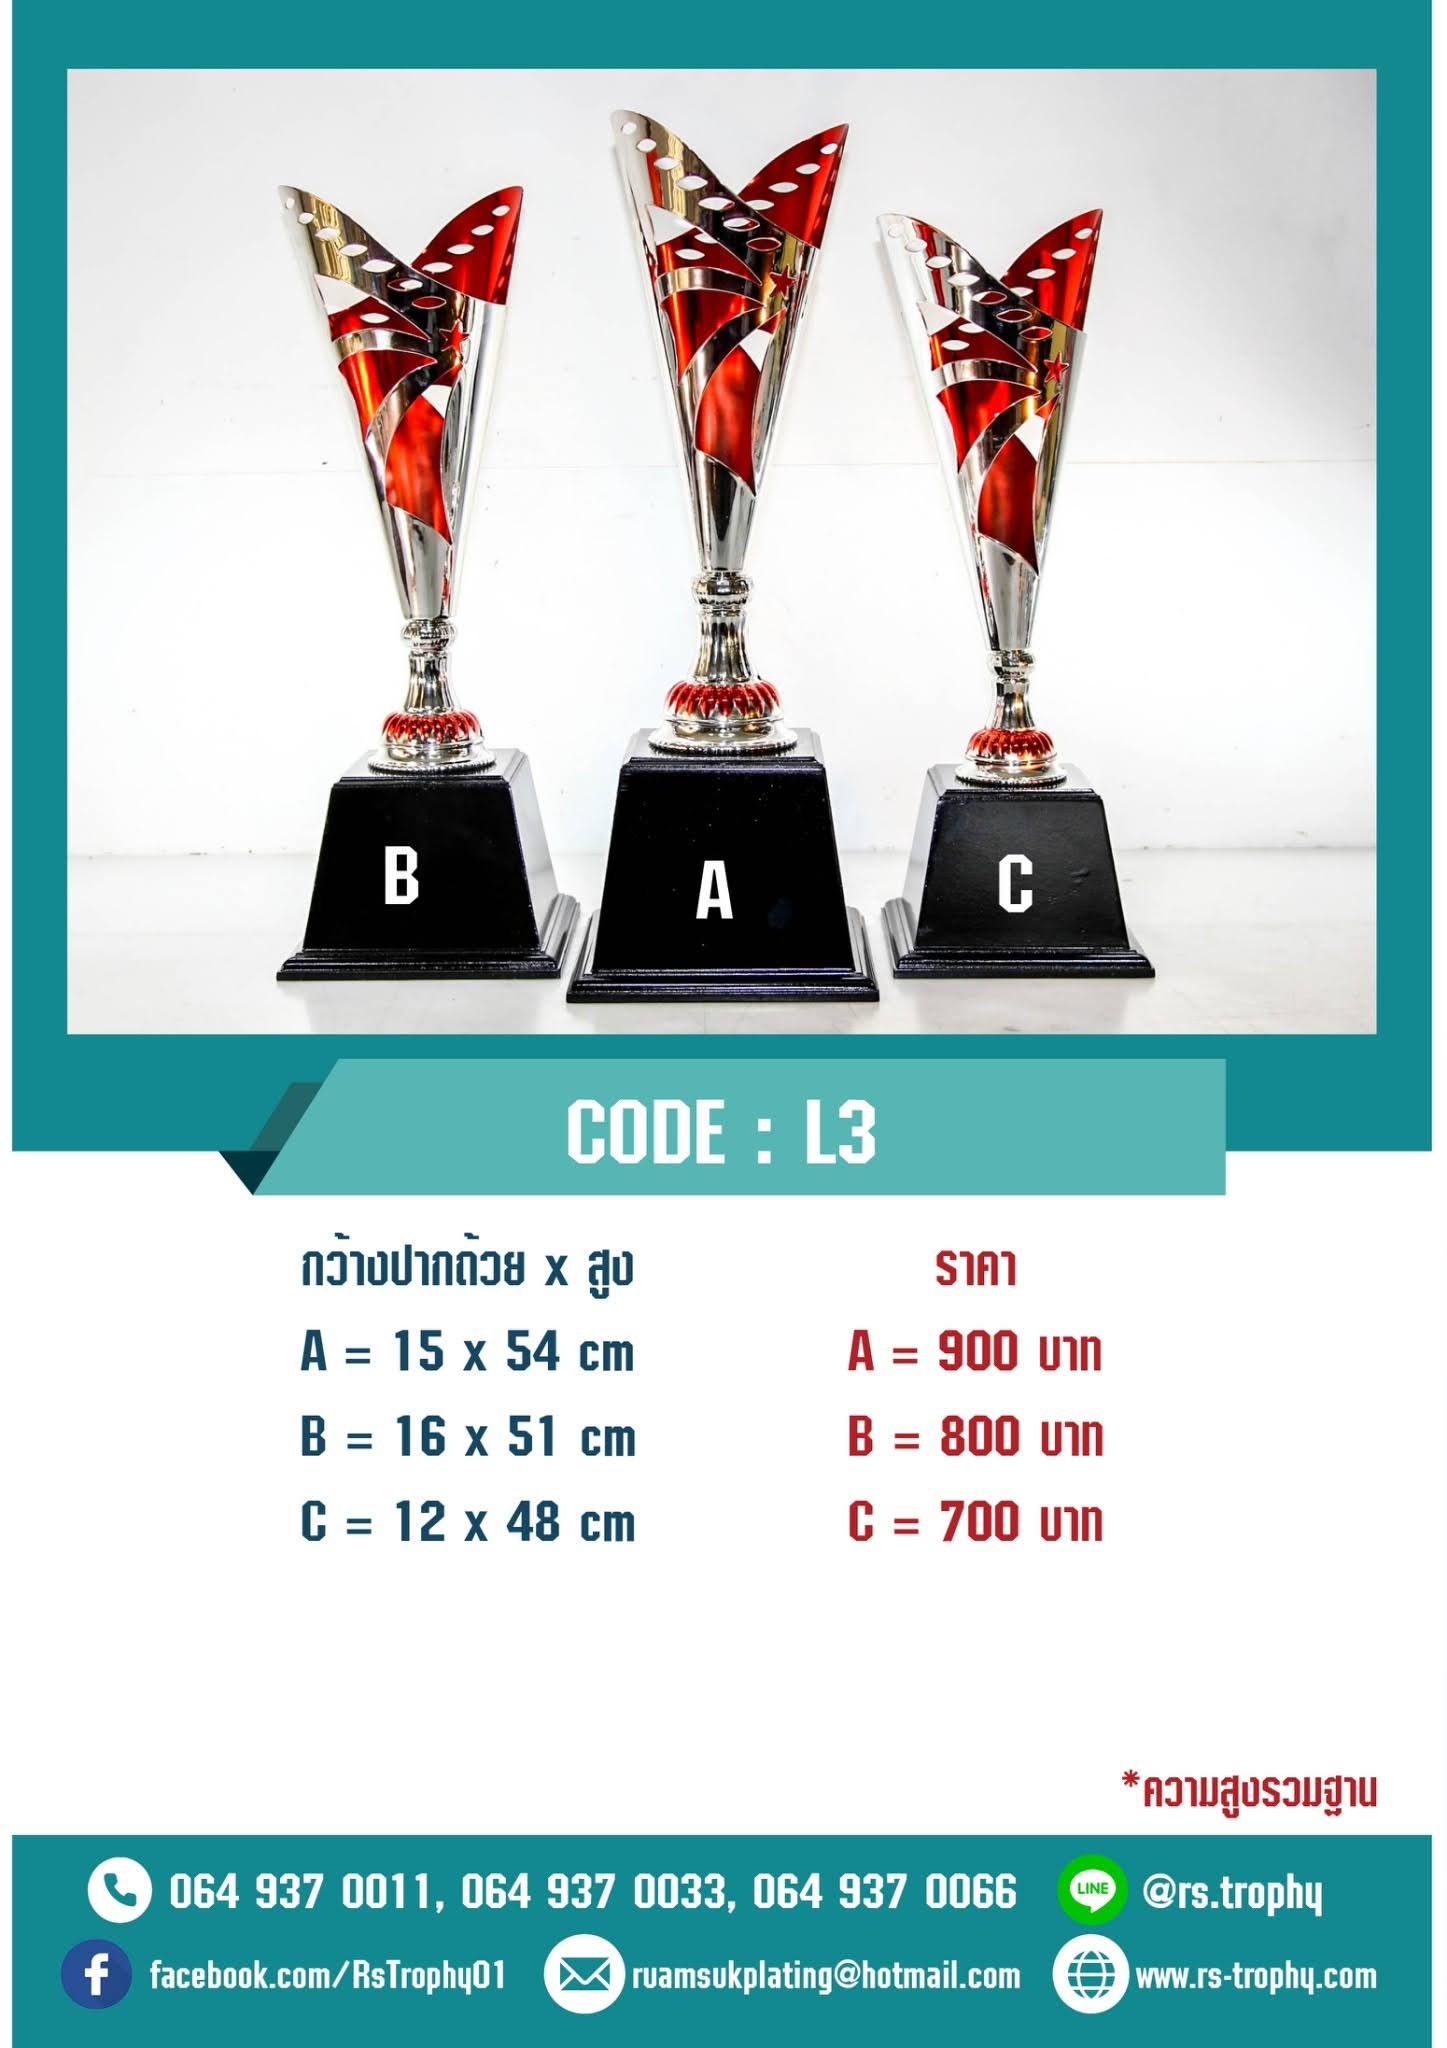 B
A
C
CODE : L3
กว้างปากถ้วย x สูง
ราคา
A = 15 x 54 cm
A = 900 บาท
B = 16 x 51 cm
B = 800 บาท
C = 12 x 48 cm
C = 700 บาท
*ความสูงรวมฐาน
064 937 0011, 064 937 0033, 064 937 0066
LINE @rs.trophy
facebook.com/RsTrophy01
ruamsukplating@hotmail.com
www.rs-trophy.com